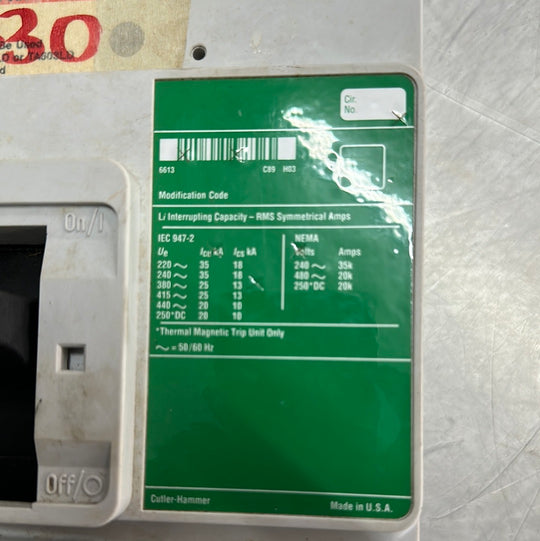 30
Be Used
D or TA603LD
d
Cir.
No.
6613 C89 H03
Modification Code
Interrupting Capacity – RMS Symmetrical Amps
IEC 947-2 NEMA
Ue Icu kA Ics kA Volts Amps
220 ~ 35 18 240 ~ 35k
240 ~ 35 18 480 ~ 20k
380 ~ 25 13 250*DC 20k
415 ~ 25 13
440 ~ 20 10
250*DC 20 10
*Thermal Magnetic Trip Unit Only
~ = 50/60 Hz
Cutler-Hammer
Made in U.S.A.
On/I
Off/O